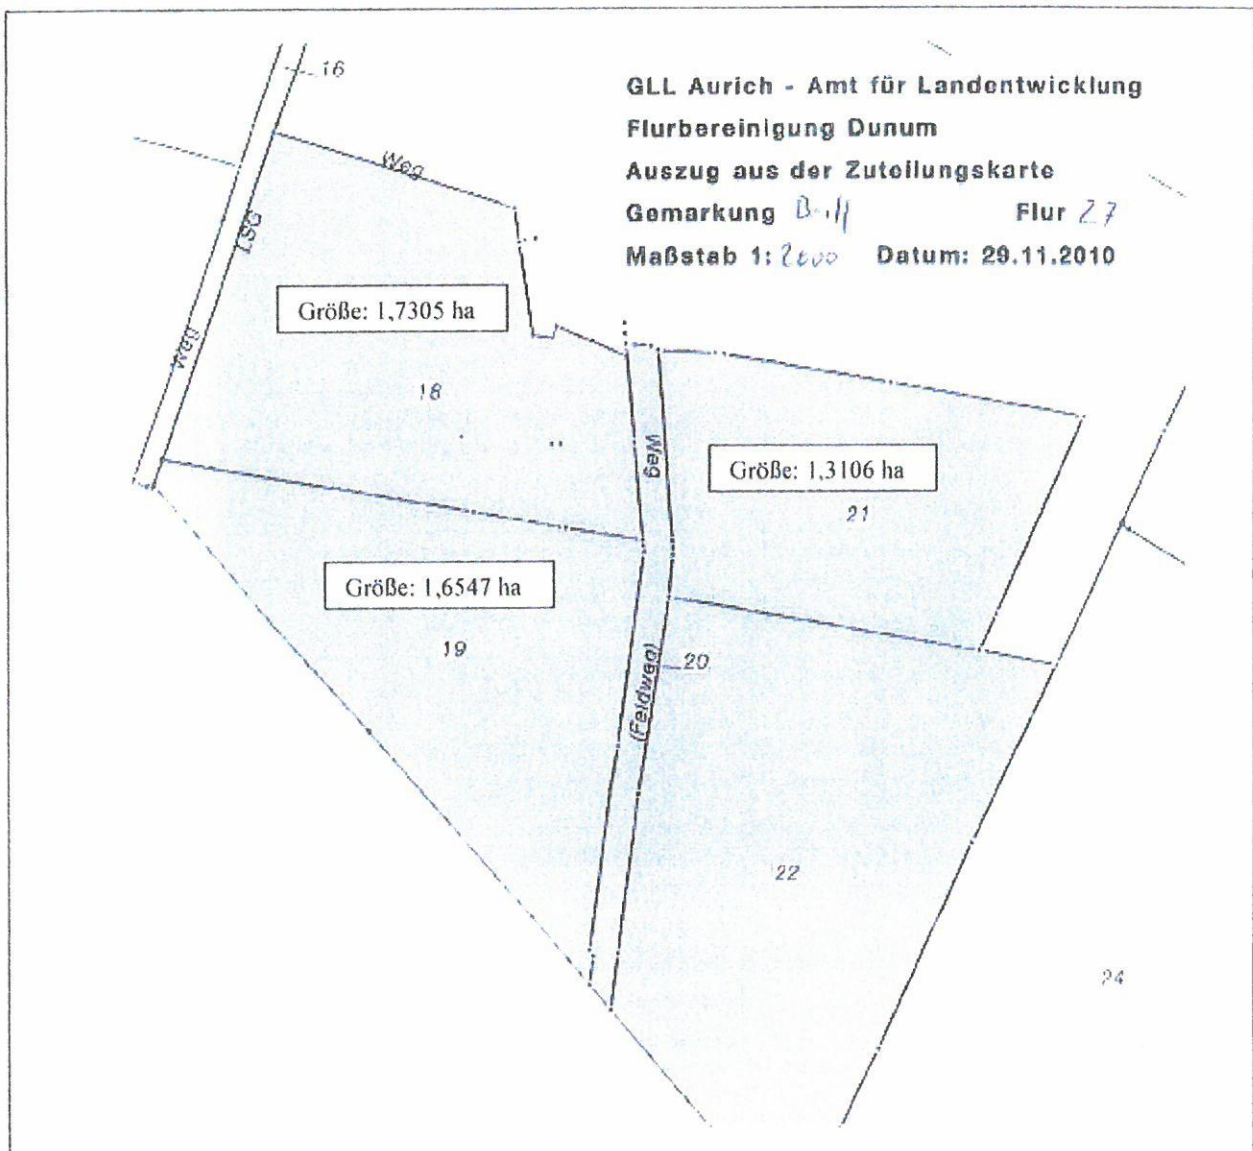 16
GLL Aurich - Amt für Landentwicklung
Flurbereinigung Dunum
Auszug aus der Zuteilungskarte
Gemarkung Flur 27
Maßstab 1: 2000 Datum: 29.11.2010
Weg
LSG
Größe: 1,7305 ha
Weg
18
Weg
Größe: 1,3106 ha
21
Größe: 1,6547 ha
19
20
(Feldweg)
22
24